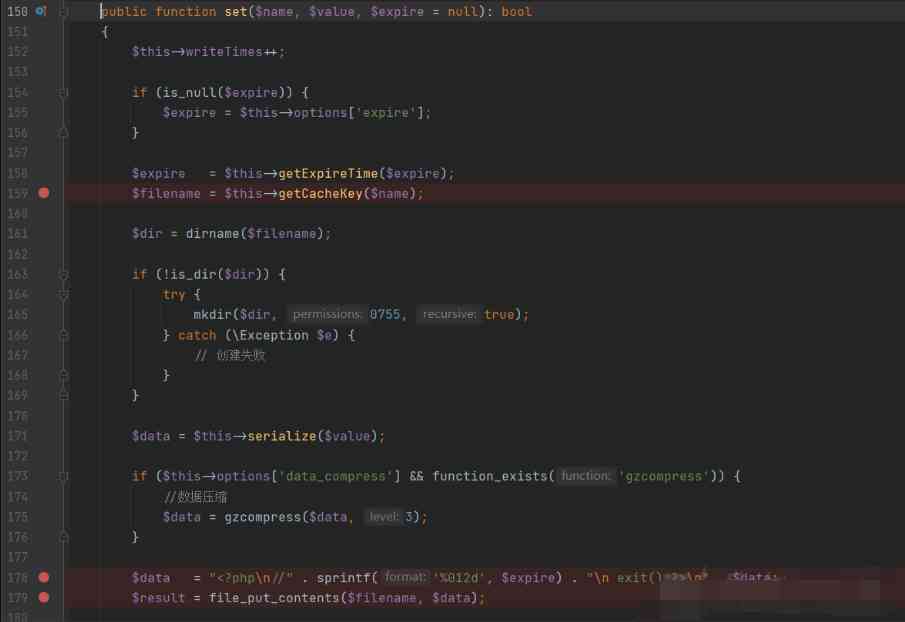 150 public function set($name, $value, $expire = null): bool
151 {
152 $this->writeTimes++;
153
154 if (is_null($expire)) {
155 $expire = $this->options['expire'];
156 }
157
158 $expire = $this->getExpireTime($expire);
159 $filename = $this->getCacheKey($name);
160
161 $dir = dirname($filename);
162
163 if (!is_dir($dir)) {
164 try {
165 mkdir($dir, permissions: 0755, recursive: true);
166 } catch (\Exception $e) {
167 // 创建失败
168 }
169 }
170
171 $data = $this->serialize($value);
172
173 if ($this->options['data_compress'] && function_exists( function: 'gzcompress')) {
174 //数据压缩
175 $data = gzcompress($data, level: 3);
176 }
177
178 $data = "<?php\n//" . sprintf( format: '%012d', $expire) . "\n exit();?>\n" . $data;
179 $result = file_put_contents($filename, $data);
180